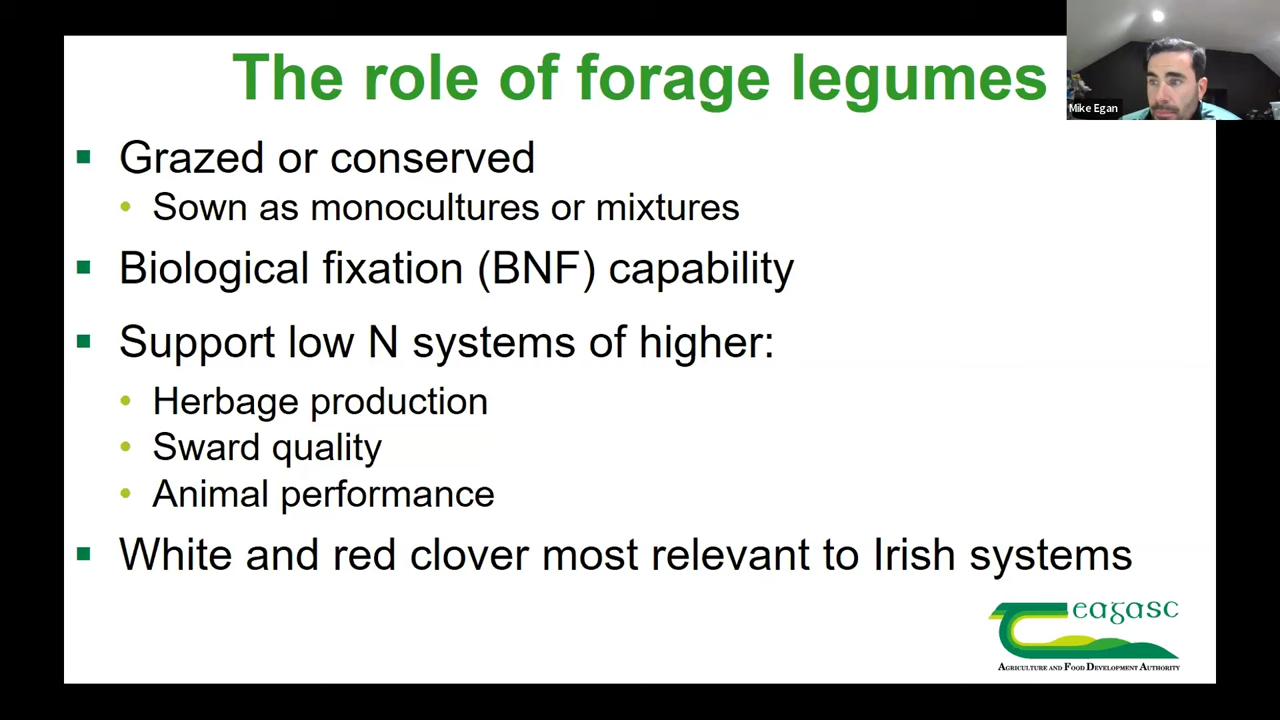 The role of forage legumes
Mike Egan
Grazed or conserved
Sown as monocultures or mixtures
Biological fixation (BNF) capability
Support low N systems of higher:
Herbage production
Sward quality
Animal performance
White and red clover most relevant to Irish systems
Teagasc
Agriculture and Food Development Authority